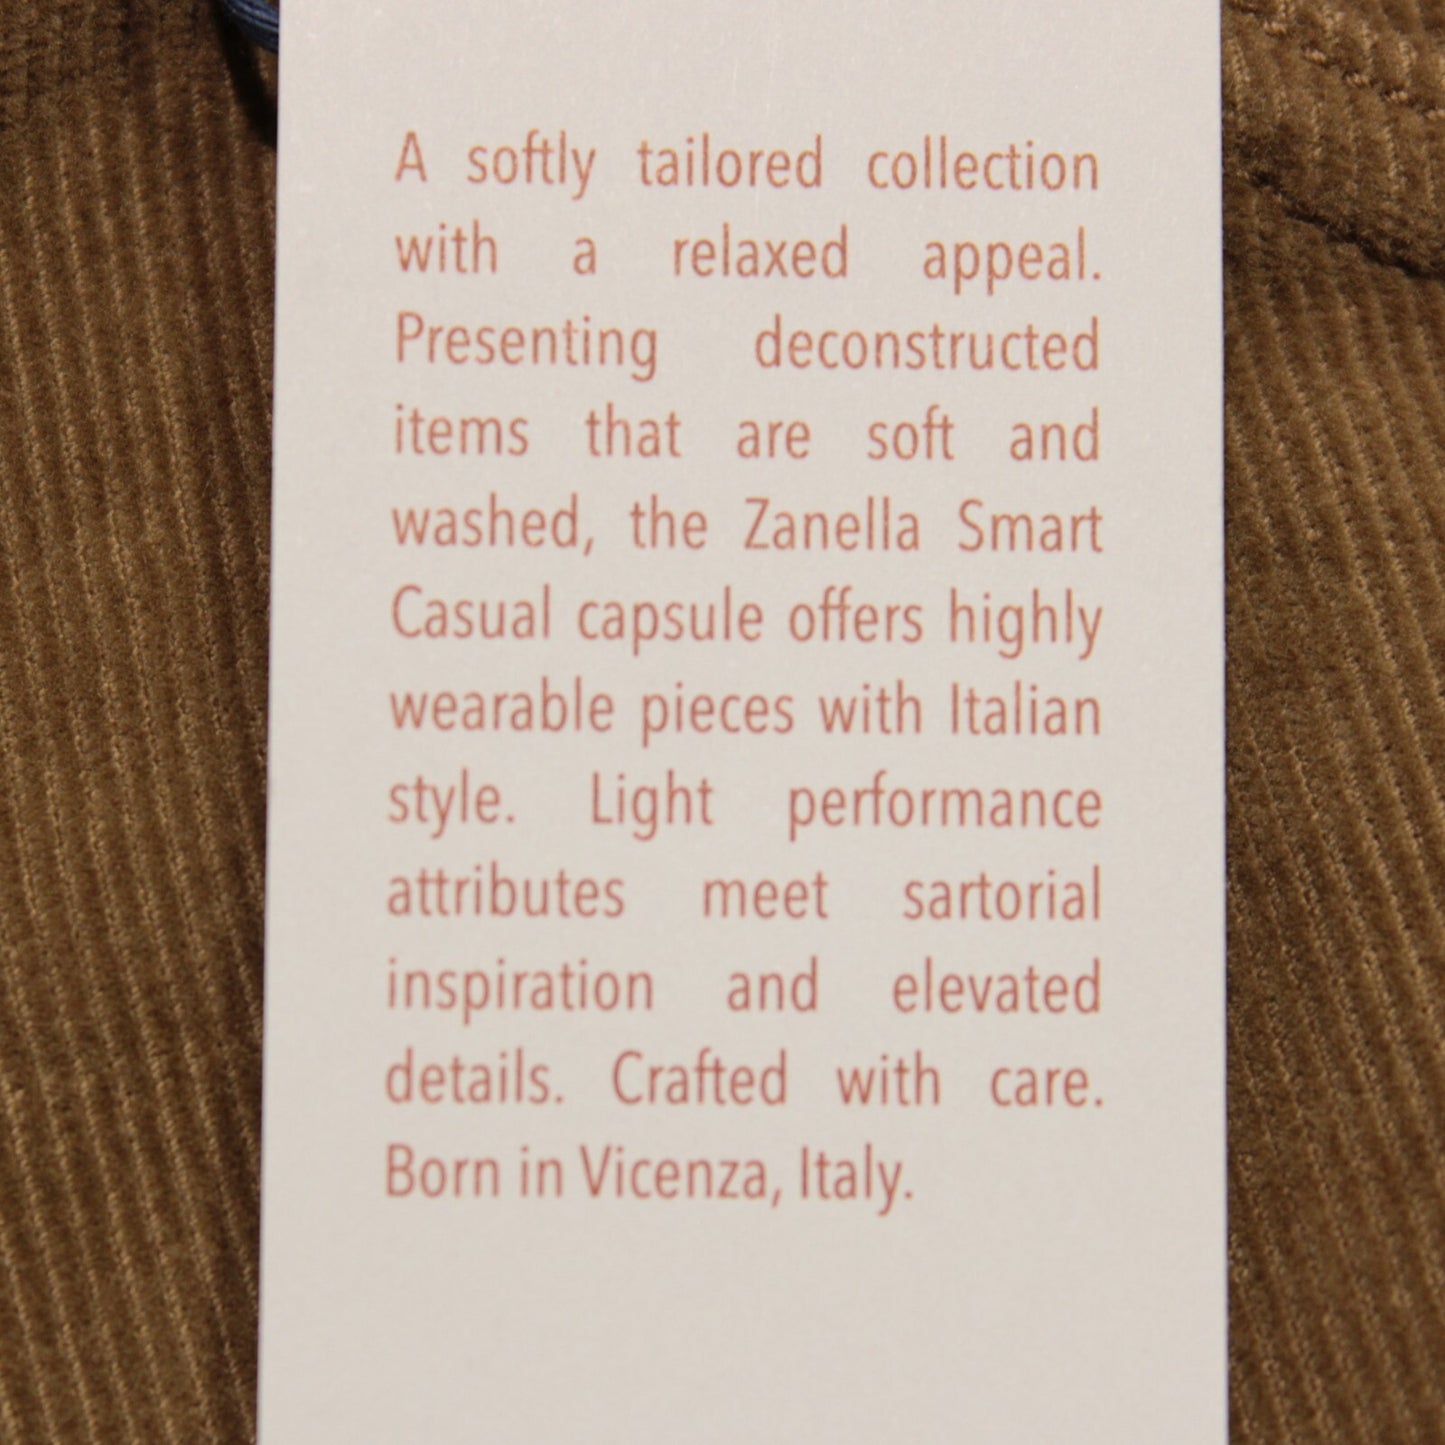 A softly tailored collection
with a relaxed appeal.
Presenting deconstructed
items that are soft and
washed, the Zanella Smart
Casual capsule offers highly
wearable pieces with Italian
style. Light performance
attributes meet sartorial
inspiration and elevated
details. Crafted with care.
Born in Vicenza, Italy.